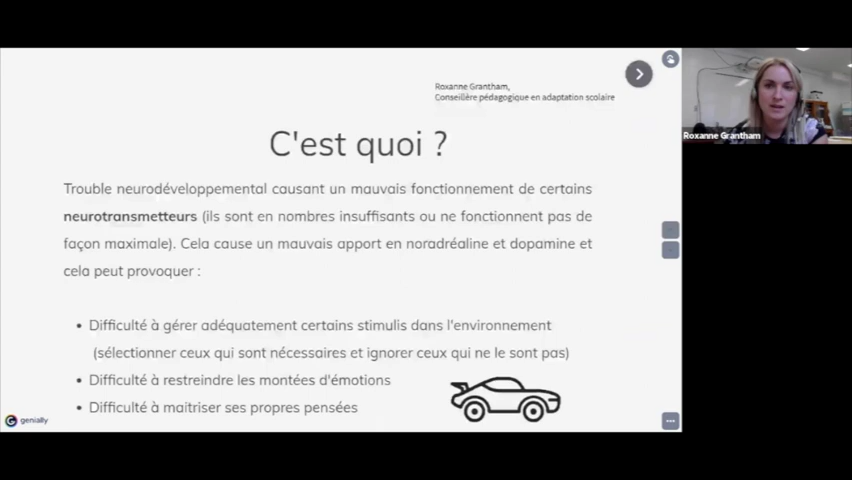 Roxanne Grantham,
Conseillère pédagogique en adaptation scolaire
C'est quoi ?
Trouble neurodéveloppemental causant un mauvais fonctionnement de certains
neurotransmetteurs (ils sont en nombres insuffisants ou ne fonctionnent pas de
façon maximale). Cela cause un mauvais apport en noradréaline et dopamine et
cela peut provoquer :
• Difficulté à gérer adéquatement certains stimulis dans l'environnement
(sélectionner ceux qui sont nécessaires et ignorer ceux qui ne le sont pas)
• Difficulté à restreindre les montées d'émotions
• Difficulté à maitriser ses propres pensées
genially
Roxanne Grantham